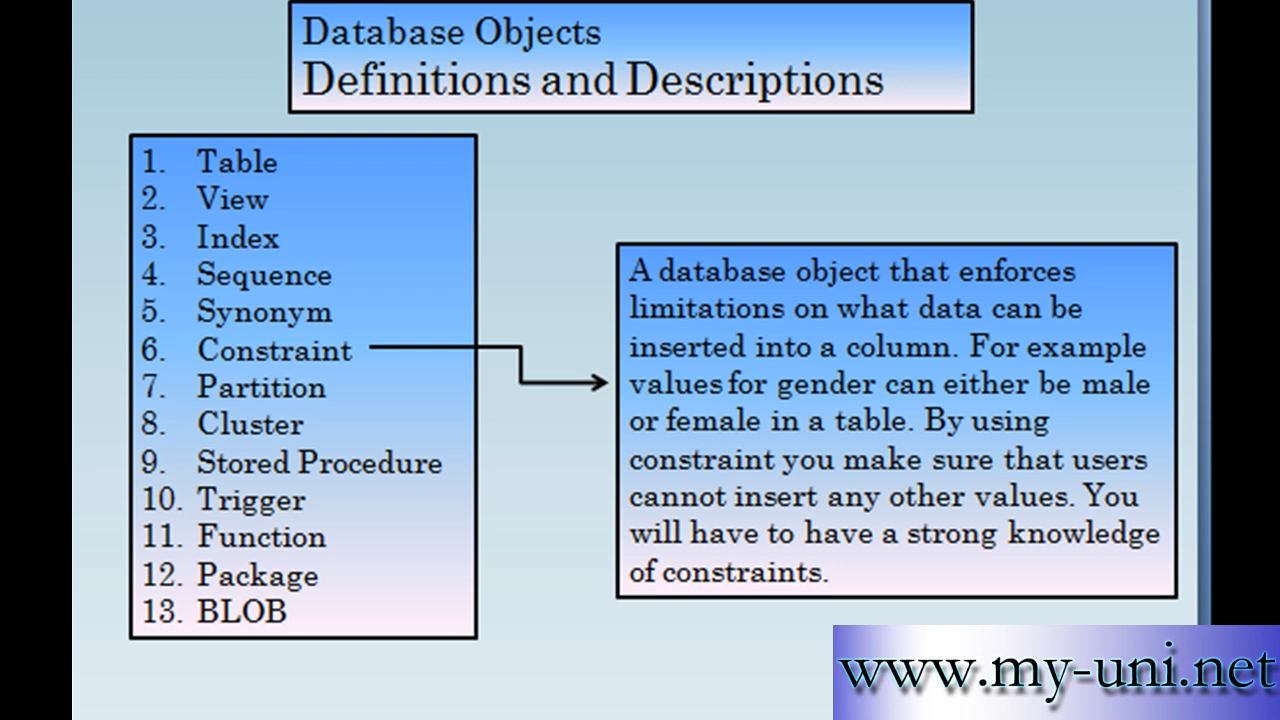 Database Objects
Definitions and Descriptions
1. Table
2. View
3. Index
4. Sequence
5. Synonym
6. Constraint
7. Partition
8. Cluster
9. Stored Procedure
10. Trigger
11. Function
12. Package
13. BLOB
A database object that enforces
limitations on what data can be
inserted into a column. For example
values for gender can either be male
or female in a table. By using
constraint you make sure that users
cannot insert any other values. You
will have to have a strong knowledge
of constraints.
www.my-uni.net